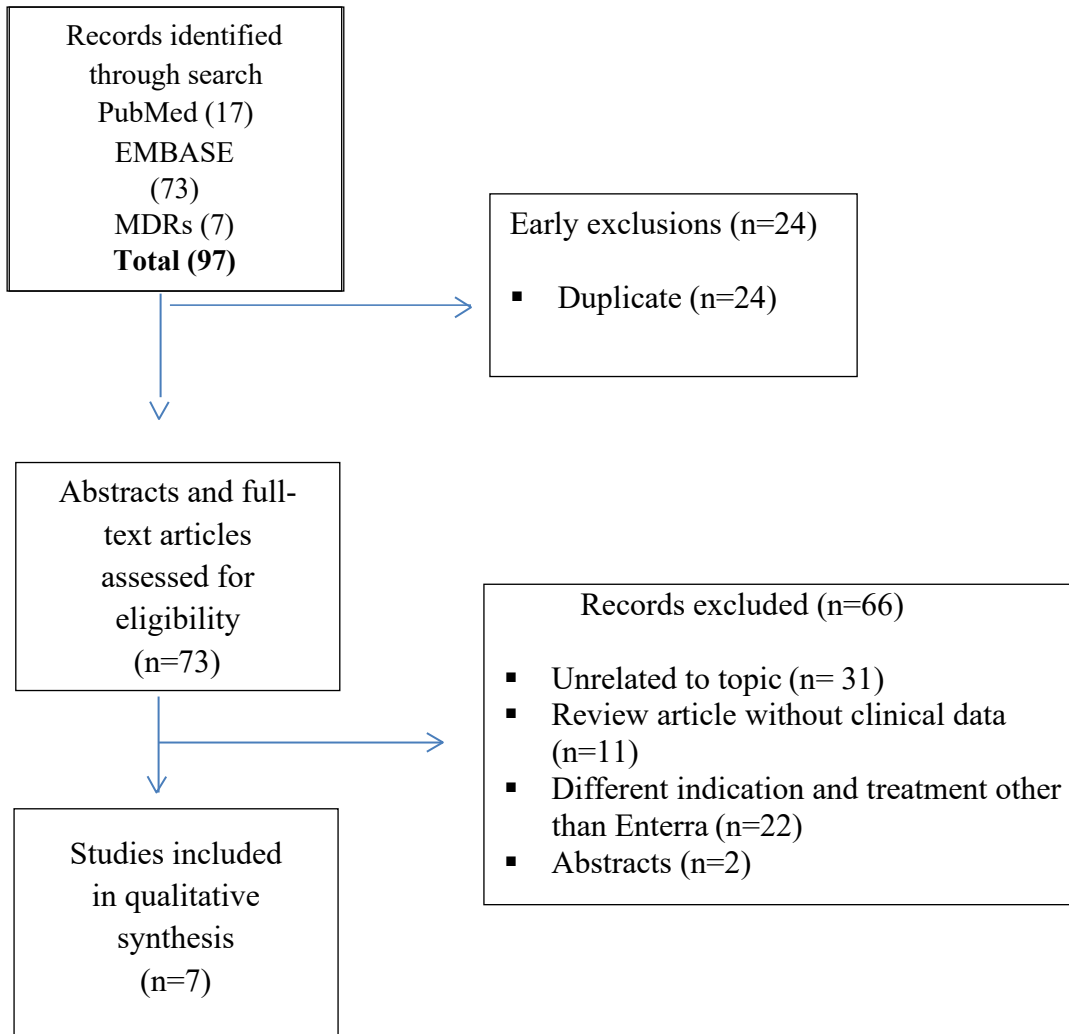 Records identified
through search
PubMed (17)
EMBASE
(73)
MDRs (7)
Total (97)
Early exclusions (n=24)
▪ Duplicate (n=24)
Abstracts and full-
text articles
assessed for
eligibility
(n=73)
Records excluded (n=66)
▪ Unrelated to topic (n= 31)
▪ Review article without clinical data
(n=11)
▪ Different indication and treatment other
than Enterra (n=22)
▪ Abstracts (n=2)
Studies included
in qualitative
synthesis
(n=7)